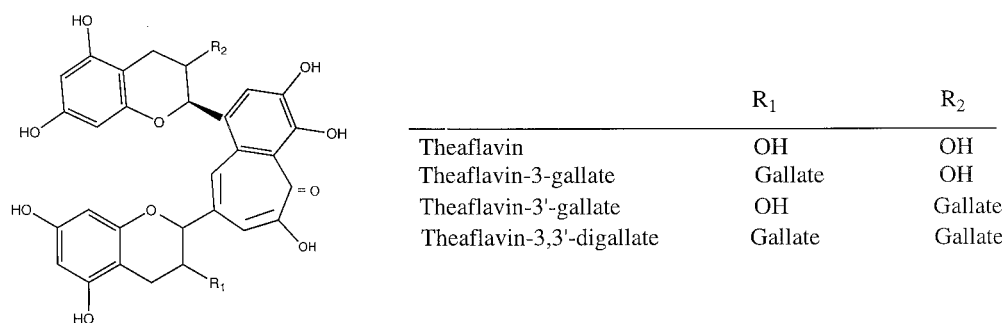 HO
R₂
OH
HO
O
OH
= O
HO
O
OH
R₁
HO
R₁ R₂
Theaflavin OH OH
Theaflavin-3-gallate Gallate OH
Theaflavin-3'-gallate OH Gallate
Theaflavin-3,3'-digallate Gallate Gallate